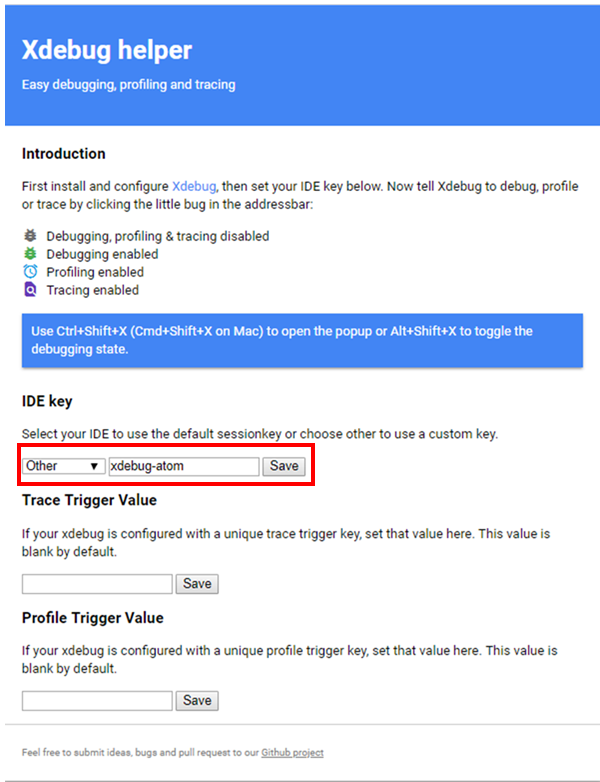 Xdebug helper
Easy debugging, profiling and tracing
Introduction
First install and configure Xdebug, then set your IDE key below. Now tell Xdebug to debug, profile
or trace by clicking the little bug in the addressbar:
Debugging, profiling & tracing disabled
Debugging enabled
Profiling enabled
Tracing enabled
Use Ctrl+Shift+X (Cmd+Shift+X on Mac) to open the popup or Alt+Shift+X to toggle the
debugging state.
IDE key
Select your IDE to use the default sessionkey or choose other to use a custom key.
Other xdebug-atom Save
Trace Trigger Value
If your xdebug is configured with a unique trace trigger key, set that value here. This value is
blank by default.
Save
Profile Trigger Value
If your xdebug is configured with a unique profile trigger key, set that value here. This value is
blank by default.
Save
Feel free to submit ideas, bugs and pull request to our Github project